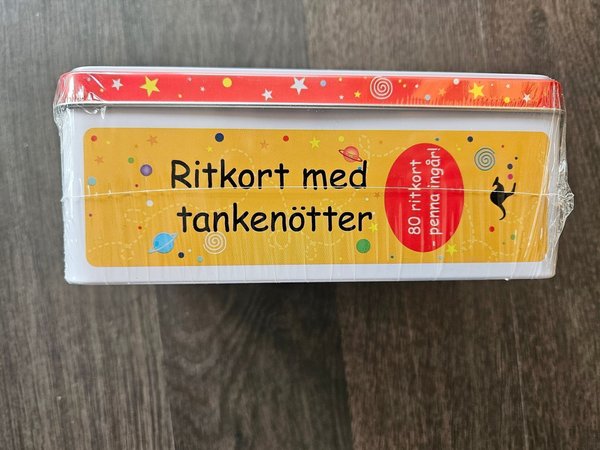 Ritkort med
tankenötter
80 ritkort
- penna ingår!